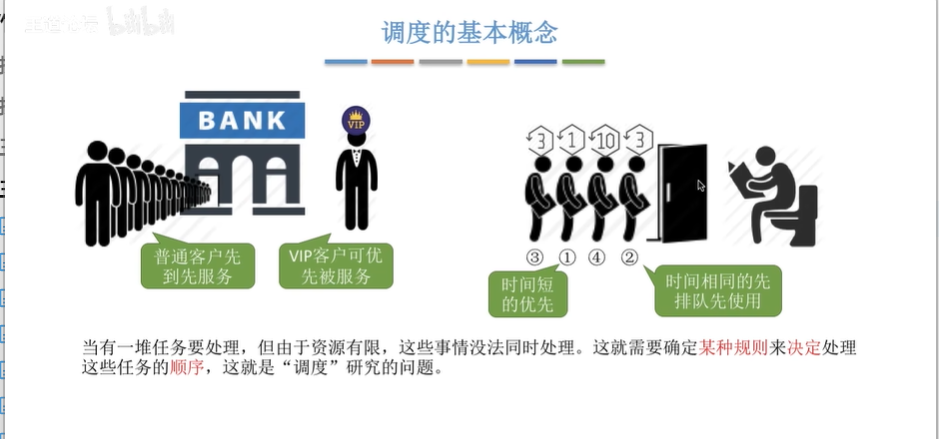 调度的基本概念
BANK
VIP
3 1 10 3
普通客户先
到先服务
VIP客户可优
先被服务
③ ① ④ ②
时间短
的优先
时间相同的先
排队先使用
当有一堆任务要处理，但由于资源有限，这些事情没法同时处理。这就需要确定某种规则来决定处理
这些任务的顺序，这就是“调度”研究的问题。